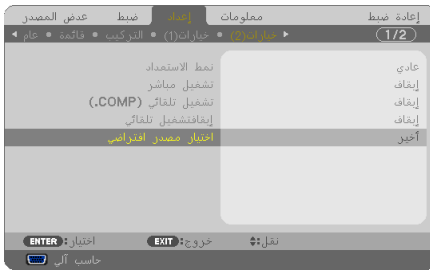 عرض المصدر ضبط إعداد معلومات إعادة ضبط
عام • قائمة • التركيب • خيارات(1) • خيارات(2) (1/2)
نمط الاستعداد عادي
تشغيل مباشر إيقاف
تشغيل تلقائي (COMP.) إيقاف
إيقافتشغيل تلقائي إيقاف
اختيار مصدر افتراضي أخير
ENTER :اختيار EXIT :خروج نقل:
حاسب آلي